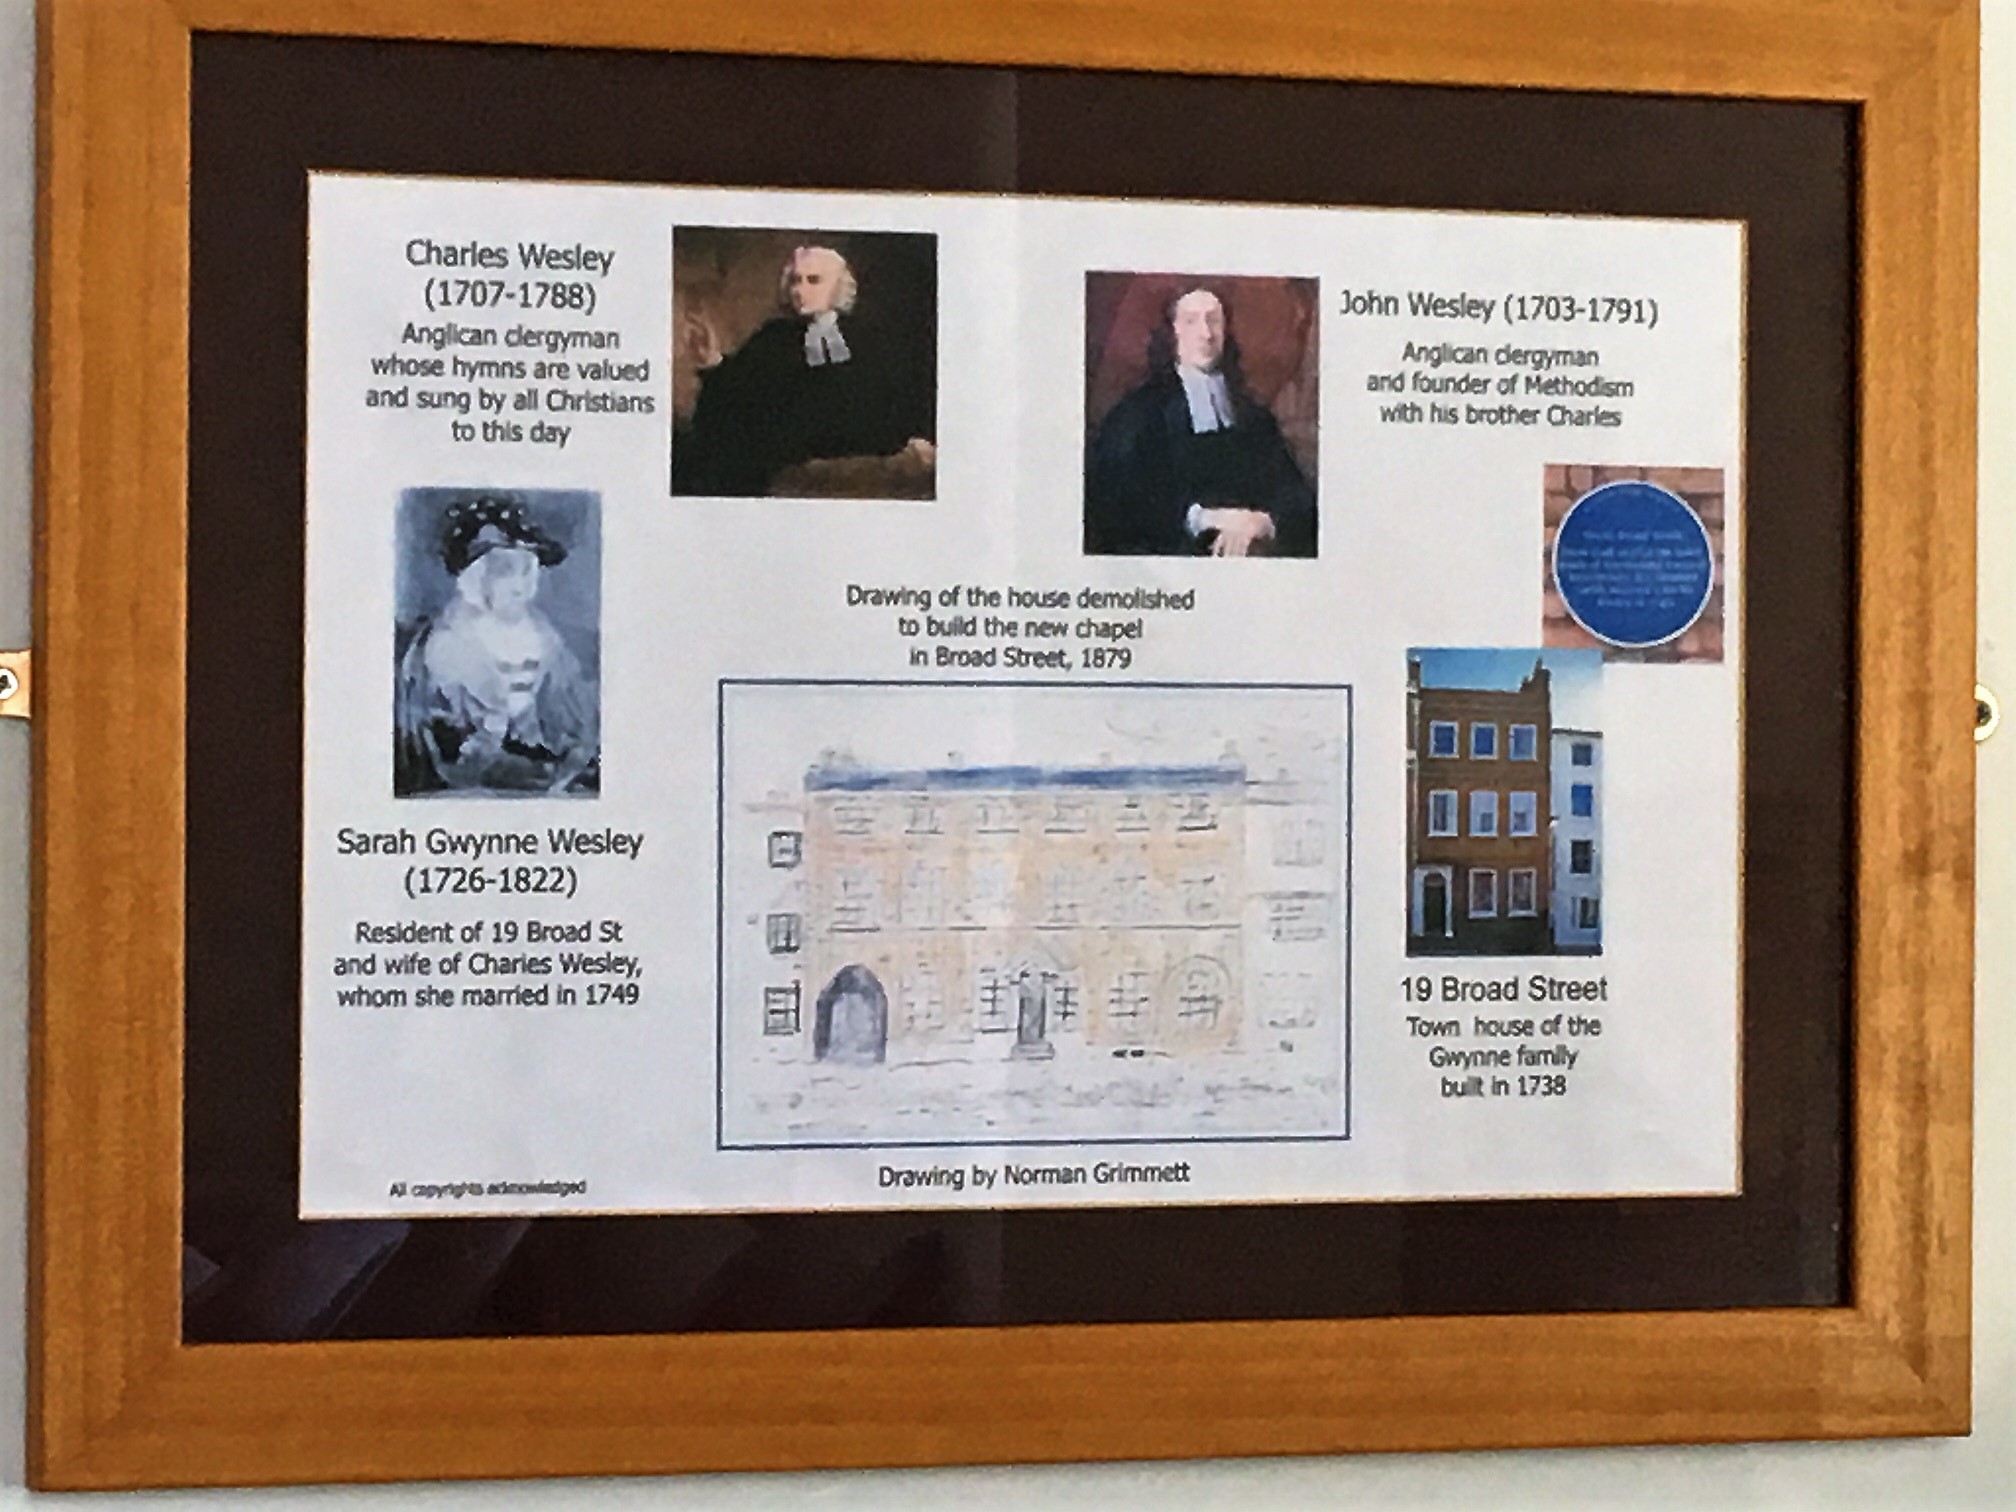 Charles Wesley
(1707-1788)
Anglican clergyman
whose hymns are valued
and sung by all Christians
to this day
John Wesley (1703-1791)
Anglican clergyman
and founder of Methodism
with his brother Charles
Drawing of the house demolished
to build the new chapel
in Broad Street, 1879
Sarah Gwynne Wesley
(1726-1822)
Resident of 19 Broad St
and wife of Charles Wesley,
whom she married in 1749
19 Broad Street
Town house of the
Gwynne family
built in 1738
Drawing by Norman Grimmett
All copyrights acknowledged